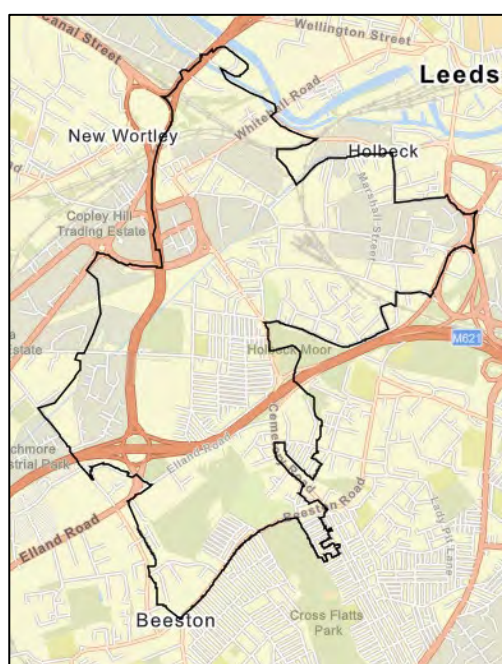 Canal Street
Wellington Street
Leeds
Whitehall Road
New Wortley
Holbeck
Marshall Street
Copley Hill
Trading Estate
Estate
M621
Holbeck Moor
Elland Road
Beeston Road
Lady Pit Lane
Elland Road
Beeston
Cross Flatts
Park